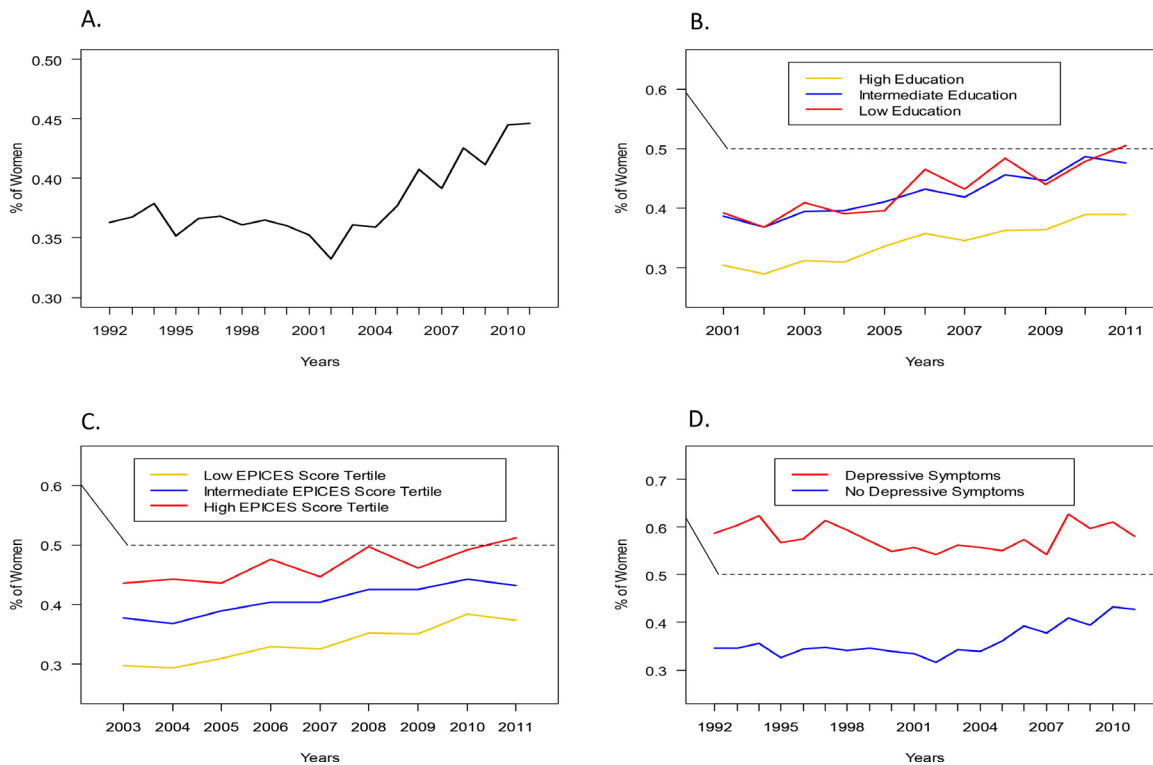 A.
% of Women
0.50
0.45
0.40
0.35
0.30
1992 1995 1998 2001 2004 2007 2010
Years
B.
% of Women
0.6
0.5
0.4
0.3
High Education
Intermediate Education
Low Education
2001 2003 2005 2007 2009 2011
Years
C.
% of Women
0.6
0.5
0.4
0.3
Low EPICES Score Tertile
Intermediate EPICES Score Tertile
High EPICES Score Tertile
2003 2004 2005 2006 2007 2008 2009 2010 2011
Years
D.
% of Women
0.7
0.6
0.5
0.4
0.3
Depressive Symptoms
No Depressive Symptoms
1992 1995 1998 2001 2004 2007 2010
Years